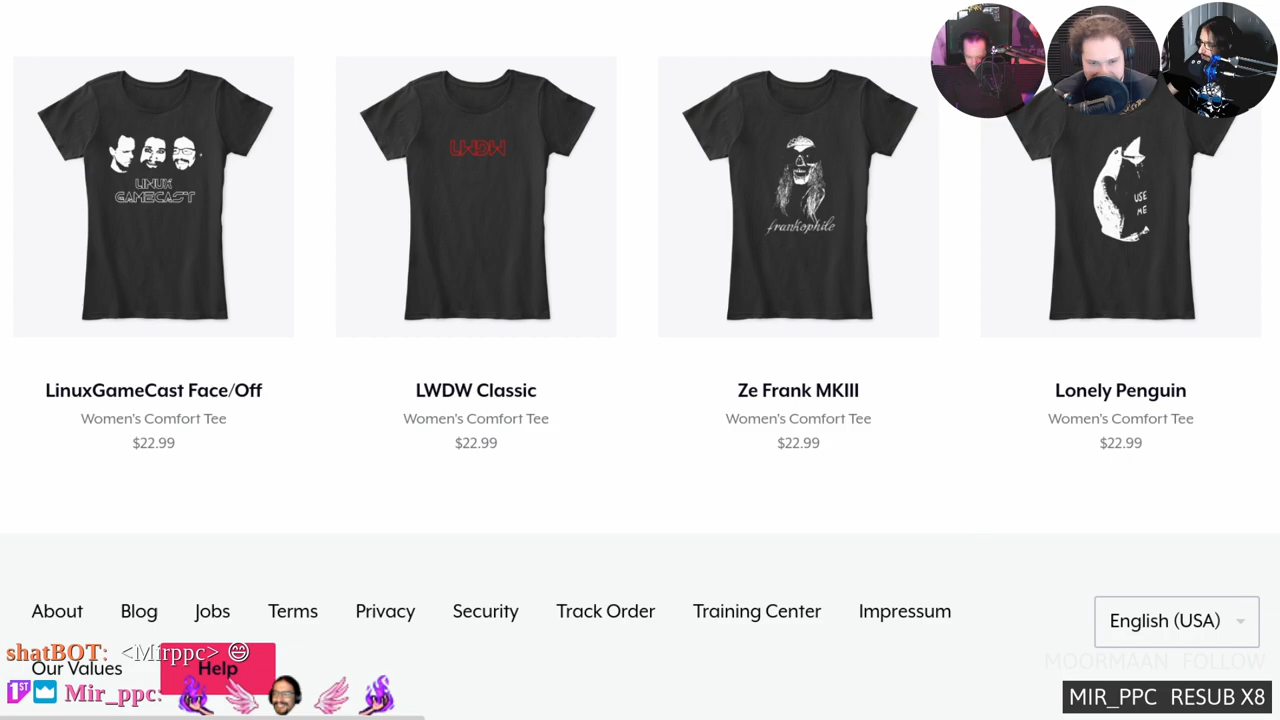 LINUX
GAMECAST
LWDW
frankophile
USE
ME
LinuxGameCast Face/Off
Women's Comfort Tee
$22.99
LWDW Classic
Women's Comfort Tee
$22.99
Ze Frank MKIII
Women's Comfort Tee
$22.99
Lonely Penguin
Women's Comfort Tee
$22.99
About Blog Jobs Terms Privacy Security Track Order Training Center Impressum
English (USA)
Our Values Help
shatBOT: <Mirppc> 😄
1ST Mir_ppc:
MOORMAAN FOLLOW
MIR_PPC RESUB X8